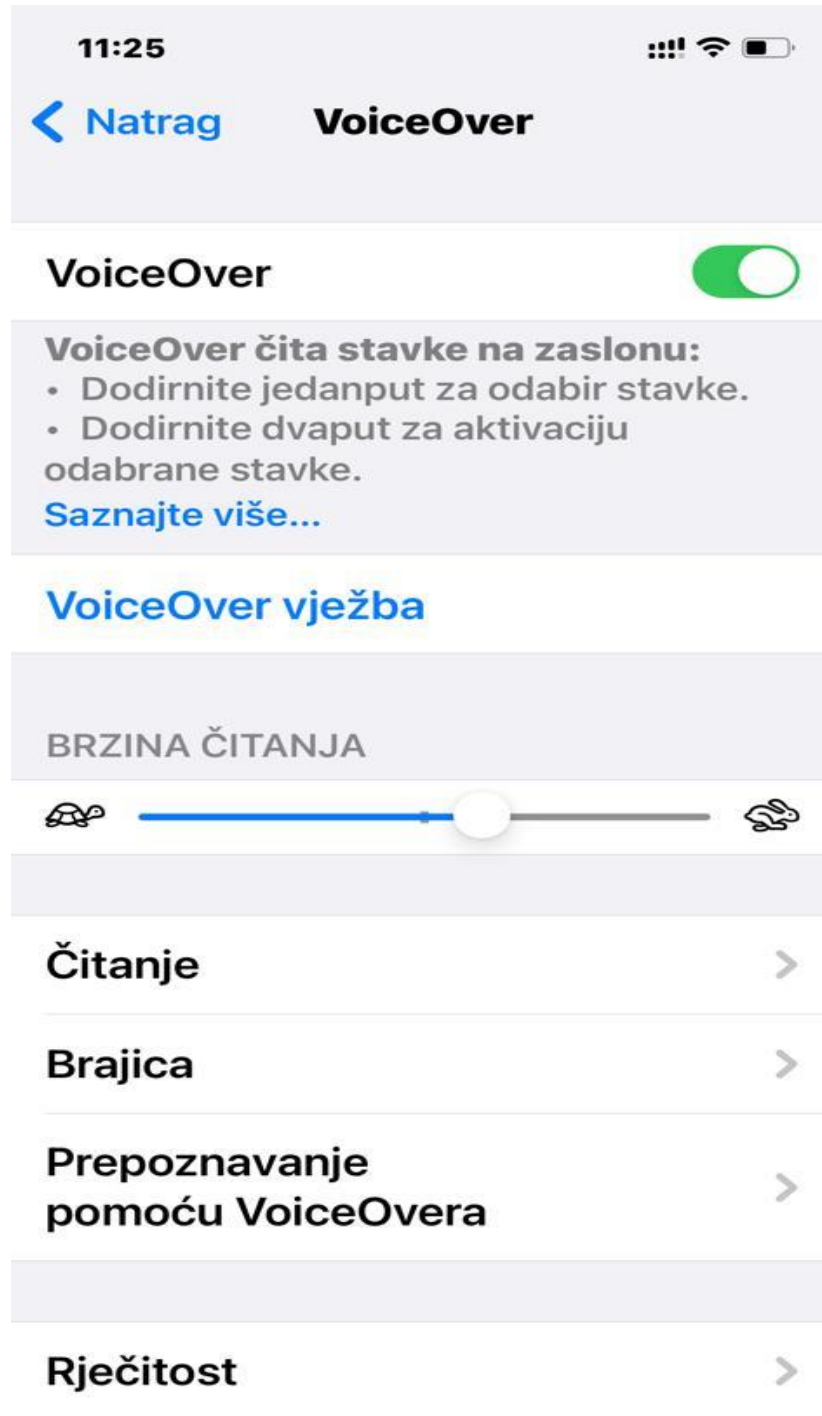 11:25
Natrag VoiceOver
VoiceOver
VoiceOver čita stavke na zaslonu:
• Dodirnite jedanput za odabir stavke.
• Dodirnite dvaput za aktivaciju
odabrane stavke.
Saznajte više...
VoiceOver vježba
BRZINA ČITANJA
Čitanje
Brajica
Prepoznavanje
pomoću VoiceOvera
Rječitost